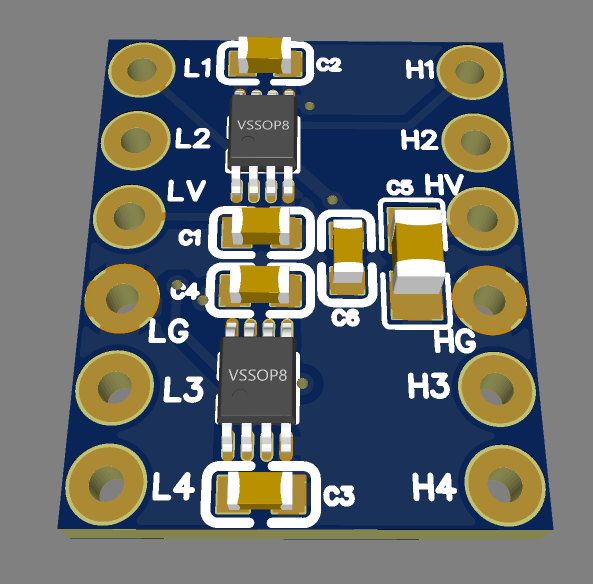 L1 C2 H1
VSSOP8
L2 H2
LV C5 HV
C1
C4
LG C6 HG
VSSOP8
L3 H3
L4 C3 H4